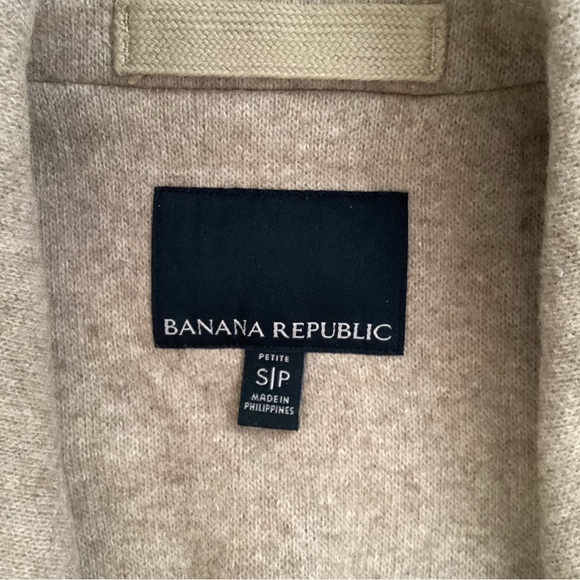 BANANA REPUBLIC
PETITE
S|P
MADE IN
PHILIPPINES